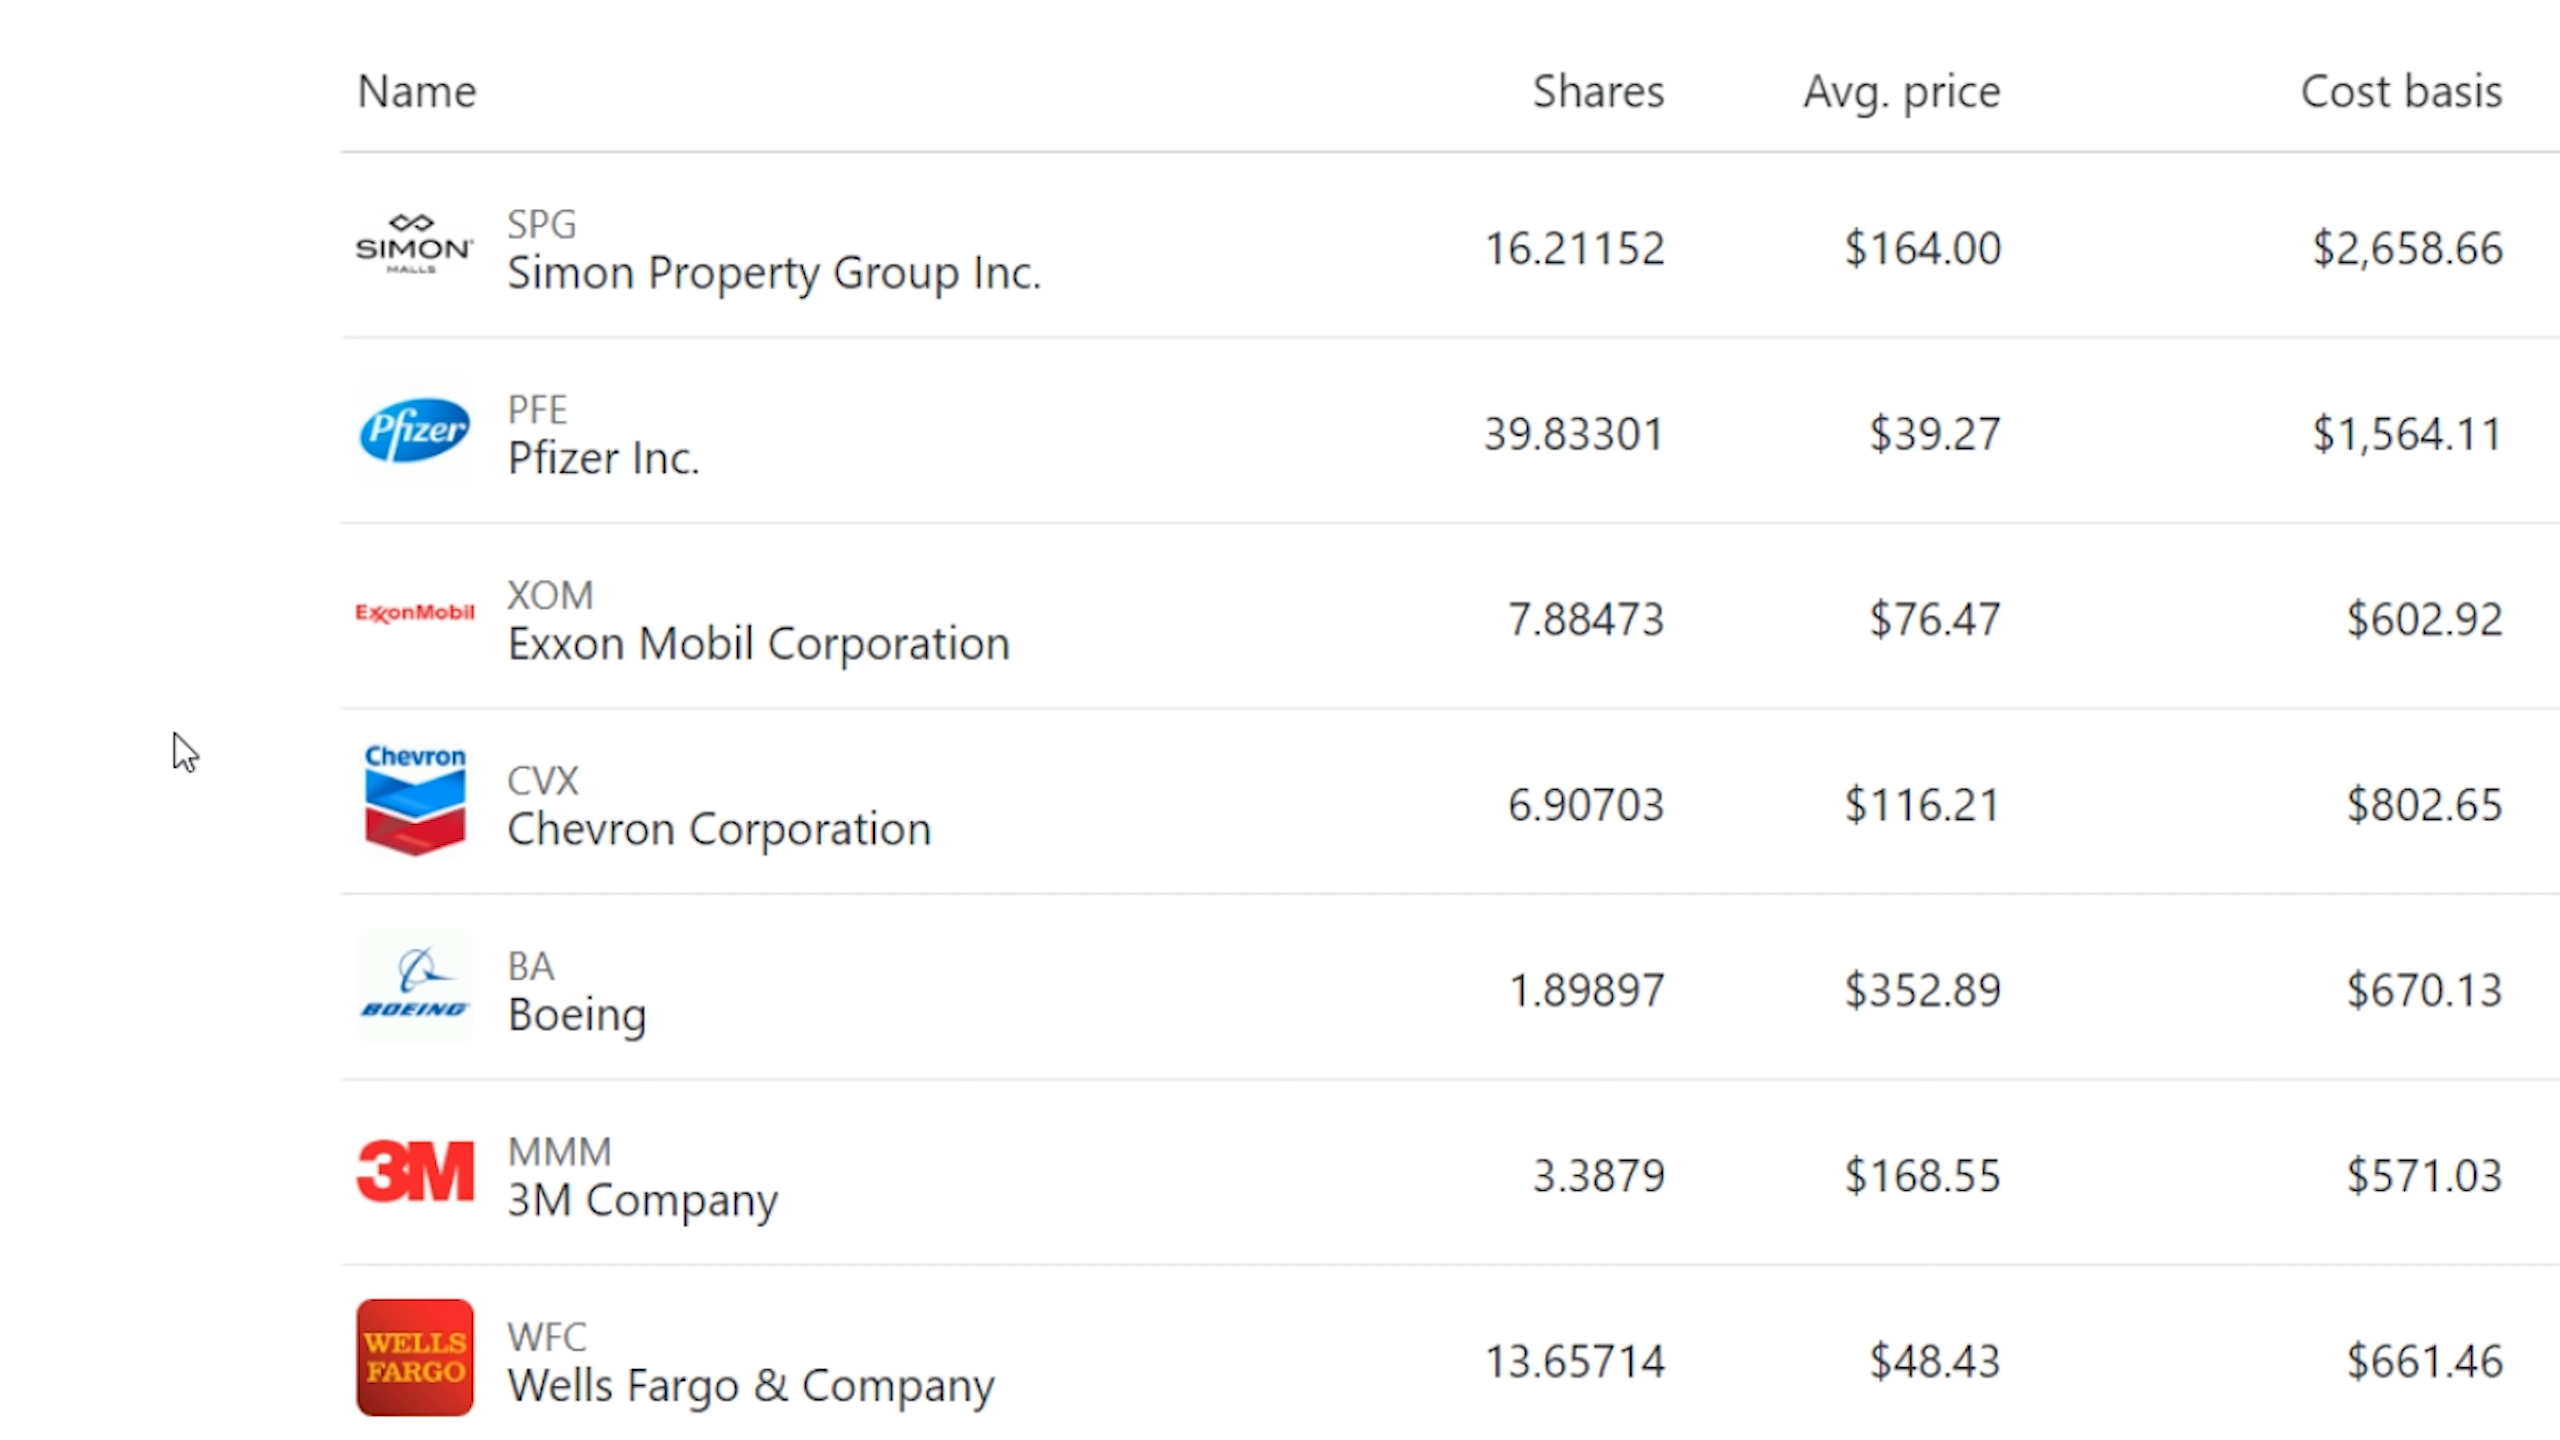 Name Shares Avg. price Cost basis
SIMON
MALLS
SPG
Simon Property Group Inc.
16.21152 $164.00 $2,658.66
Pfizer
PFE
Pfizer Inc.
39.83301 $39.27 $1,564.11
ExxonMobil
XOM
Exxon Mobil Corporation
7.88473 $76.47 $602.92
Chevron
CVX
Chevron Corporation
6.90703 $116.21 $802.65
BOEING
BA
Boeing
1.89897 $352.89 $670.13
3M
MMM
3M Company
3.3879 $168.55 $571.03
WELLS
FARGO
WFC
Wells Fargo & Company
13.65714 $48.43 $661.46